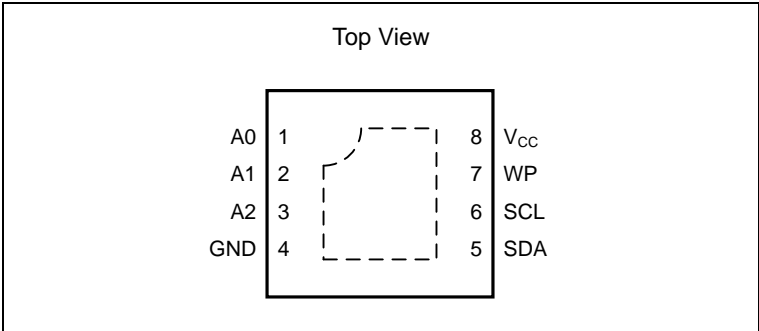 Top View
A0 1 8 VCC
A1 2 7 WP
A2 3 6 SCL
GND 4 5 SDA